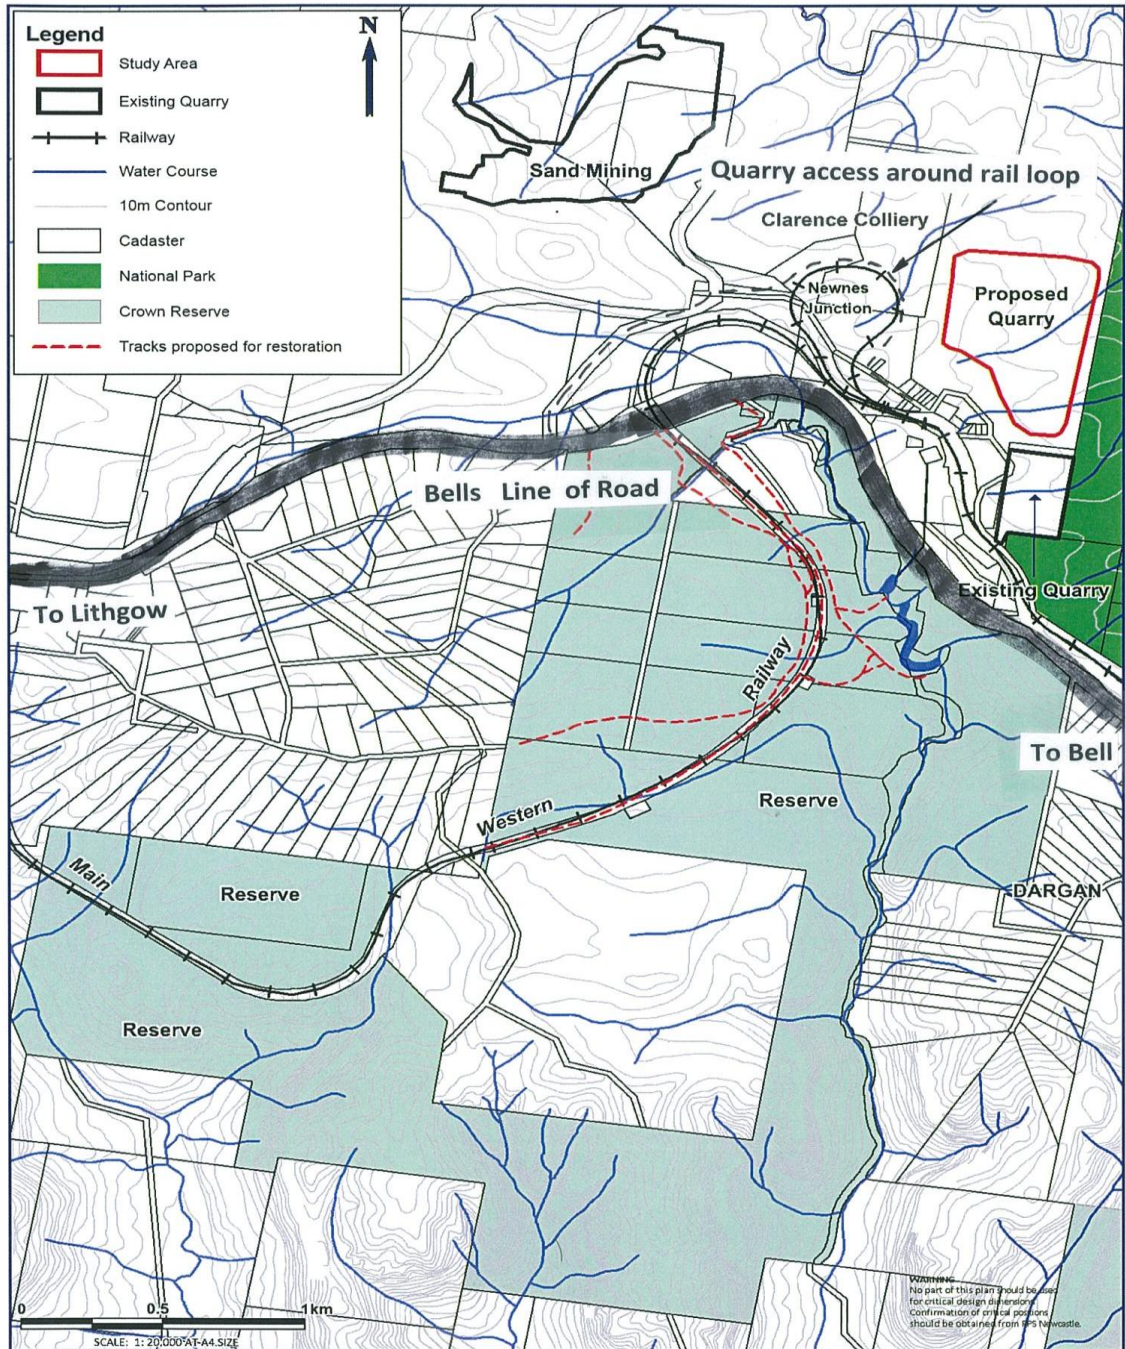 Legend
N
Study Area
Existing Quarry
Railway
Water Course
10m Contour
Cadaster
National Park
Crown Reserve
Tracks proposed for restoration
Sand Mining
Quarry access around rail loop
Clarence Colliery
Newnes
Junction
Proposed
Quarry
Bells Line of Road
Existing Quarry
To Lithgow
Railway
To Bell
Western
Reserve
Main
Reserve
DARGAN
Reserve
WARNING
No part of this plan should be used
for critical design dimensions
Confirmation of critical positions
should be obtained from RPS Newcastle.
0 0.5 1km
SCALE: 1: 20,000 AT A4 SIZE